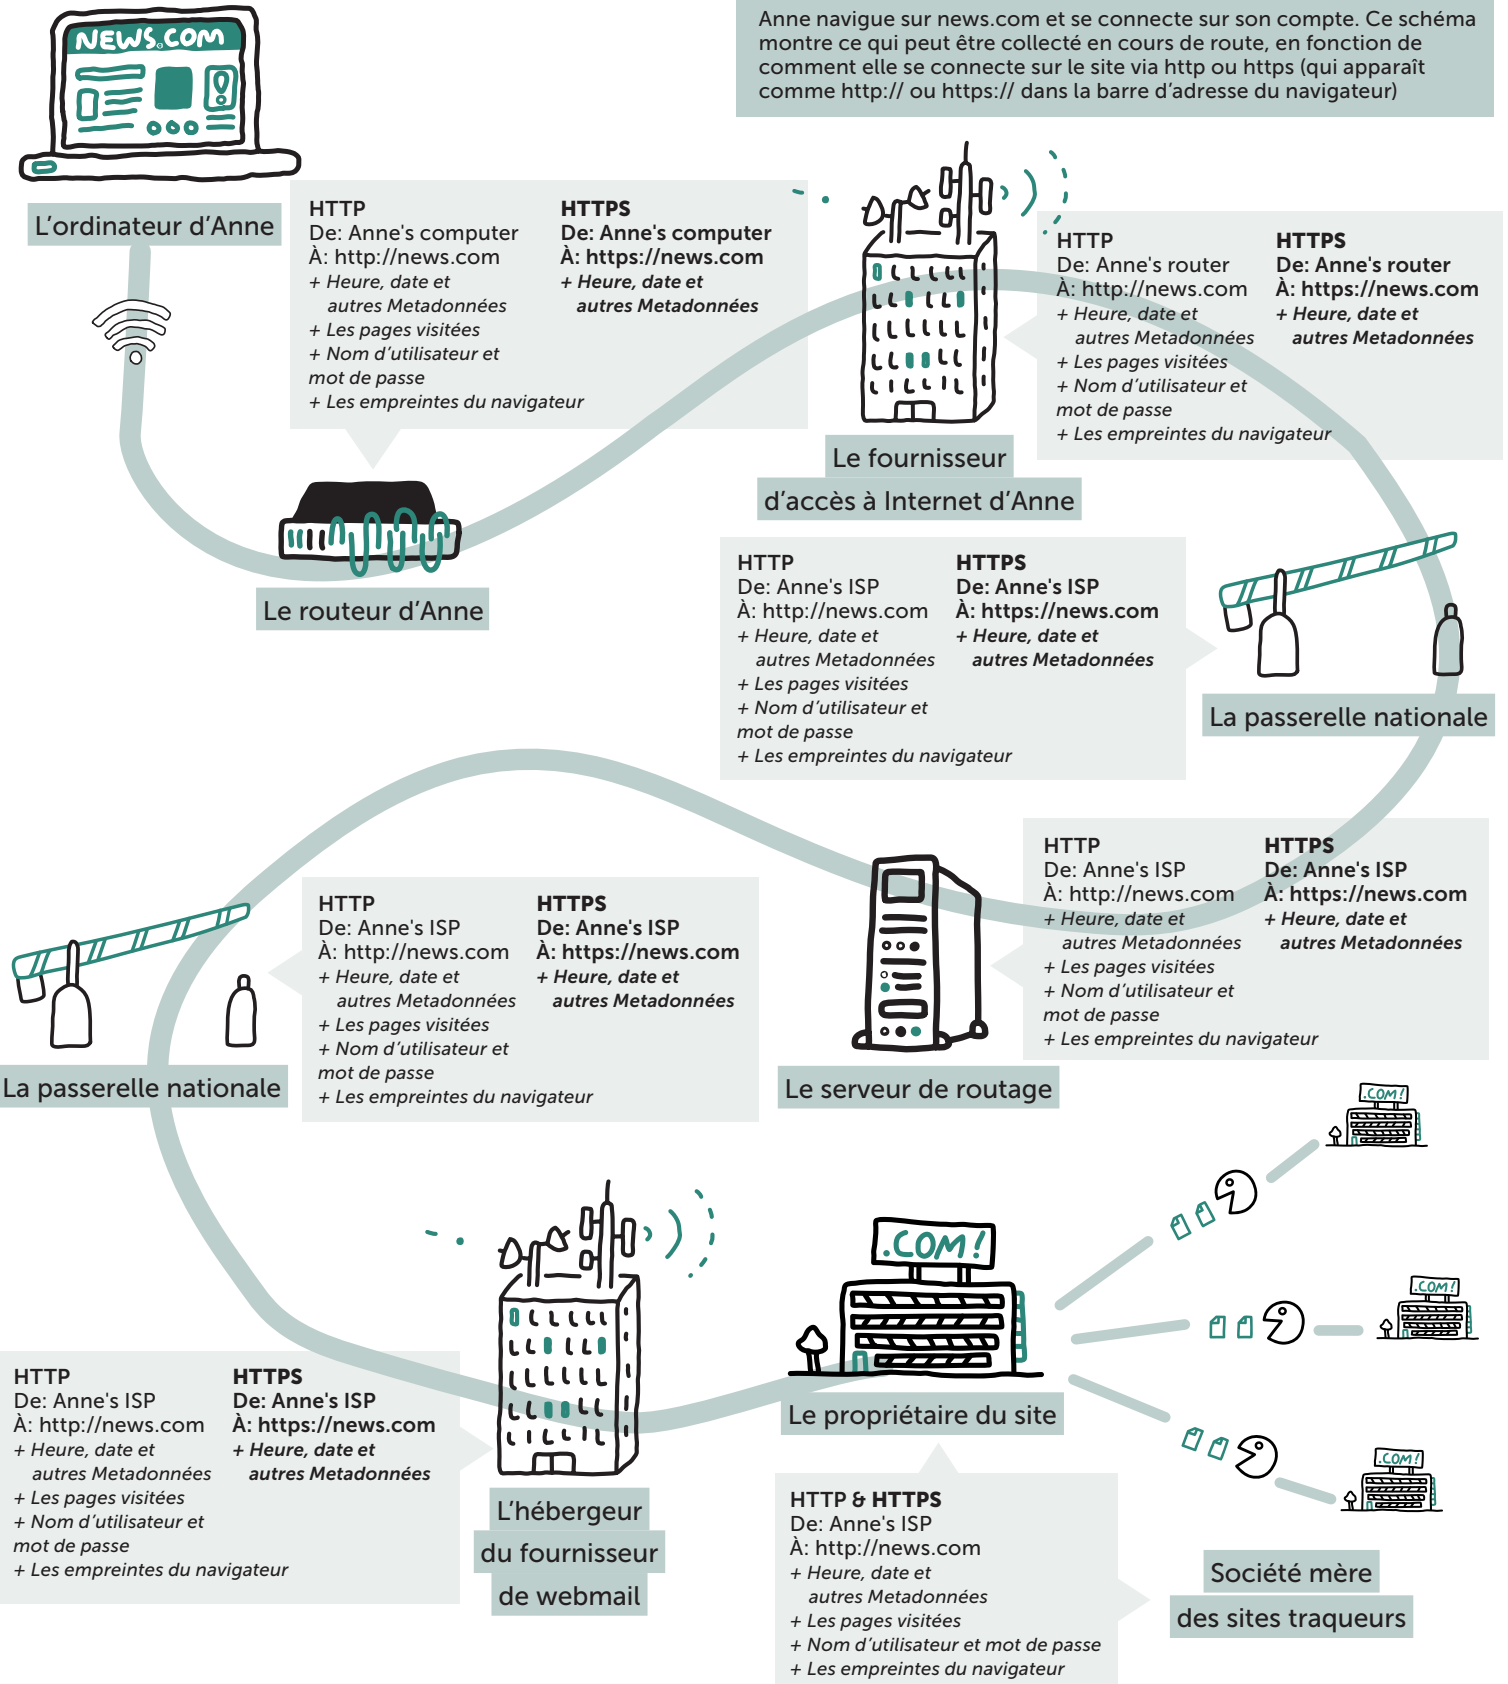 NEWS.COM
Anne navigue sur news.com et se connecte sur son compte. Ce schéma
montre ce qui peut être collecté en cours de route, en fonction de
comment elle se connecte sur le site via http ou https (qui apparaît
comme http:// ou https:// dans la barre d'adresse du navigateur)
L'ordinateur d'Anne
HTTP
De: Anne's computer
À: http://news.com
+ Heure, date et
autres Metadonnées
+ Les pages visitées
+ Nom d'utilisateur et
mot de passe
+ Les empreintes du navigateur
HTTPS
De: Anne's computer
À: https://news.com
+ Heure, date et
autres Metadonnées
Le routeur d'Anne
HTTP
De: Anne's router
À: http://news.com
+ Heure, date et
autres Metadonnées
+ Les pages visitées
+ Nom d'utilisateur et
mot de passe
+ Les empreintes du navigateur
HTTPS
De: Anne's router
À: https://news.com
+ Heure, date et
autres Metadonnées
Le fournisseur
d'accès à Internet d'Anne
HTTP
De: Anne's ISP
À: http://news.com
+ Heure, date et
autres Metadonnées
+ Les pages visitées
+ Nom d'utilisateur et
mot de passe
+ Les empreintes du navigateur
HTTPS
De: Anne's ISP
À: https://news.com
+ Heure, date et
autres Metadonnées
La passerelle nationale
HTTP
De: Anne's ISP
À: http://news.com
+ Heure, date et
autres Metadonnées
+ Les pages visitées
+ Nom d'utilisateur et
mot de passe
+ Les empreintes du navigateur
HTTPS
De: Anne's ISP
À: https://news.com
+ Heure, date et
autres Metadonnées
Le serveur de routage
HTTP
De: Anne's ISP
À: http://news.com
+ Heure, date et
autres Metadonnées
+ Les pages visitées
+ Nom d'utilisateur et
mot de passe
+ Les empreintes du navigateur
HTTPS
De: Anne's ISP
À: https://news.com
+ Heure, date et
autres Metadonnées
La passerelle nationale
HTTP
De: Anne's ISP
À: http://news.com
+ Heure, date et
autres Metadonnées
+ Les pages visitées
+ Nom d'utilisateur et
mot de passe
+ Les empreintes du navigateur
HTTPS
De: Anne's ISP
À: https://news.com
+ Heure, date et
autres Metadonnées
L'hébergeur
du fournisseur
de webmail
.COM!
Le propriétaire du site
HTTP & HTTPS
De: Anne's ISP
À: http://news.com
+ Heure, date et
autres Metadonnées
+ Les pages visitées
+ Nom d'utilisateur et mot de passe
+ Les empreintes du navigateur
.COM!
.COM!
.COM!
Société mère
des sites traqueurs